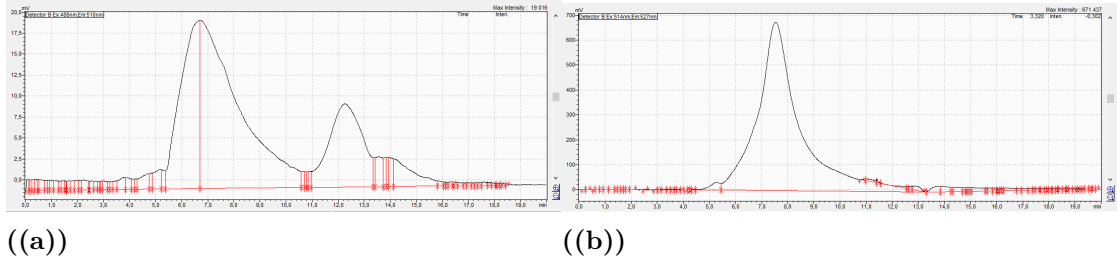 mV
Max Intensity : 19 016
Detector B Ex:488nm,Em:510nm
Time Inten.
20,0
17,5
15,0
12,5
10,0
7,5
5,0
2,5
0,0
0,0 1,0 2,0 3,0 4,0 5,0 6,0 7,0 8,0 9,0 10,0 11,0 12,0 13,0 14,0 15,0 16,0 17,0 18,0 19,0 min
((a))
mV
Max Intensity : 671 437
Detector B Ex:514nm,Em:527nm
Time 3,320 Inten. -0,302
700
600
500
400
300
200
100
0
0,0 1,0 2,0 3,0 4,0 5,0 6,0 7,0 8,0 9,0 10,0 11,0 12,0 13,0 14,0 15,0 16,0 17,0 18,0 19,0 min
((b))